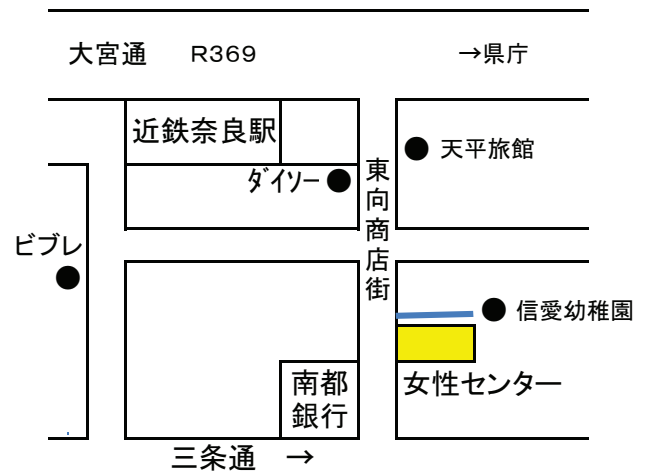 大宮通 R369 →県庁
近鉄奈良駅
天平旅館
ダイソー
東向商店街
ビブレ
信愛幼稚園
女性センター
南都
銀行
三条通 →